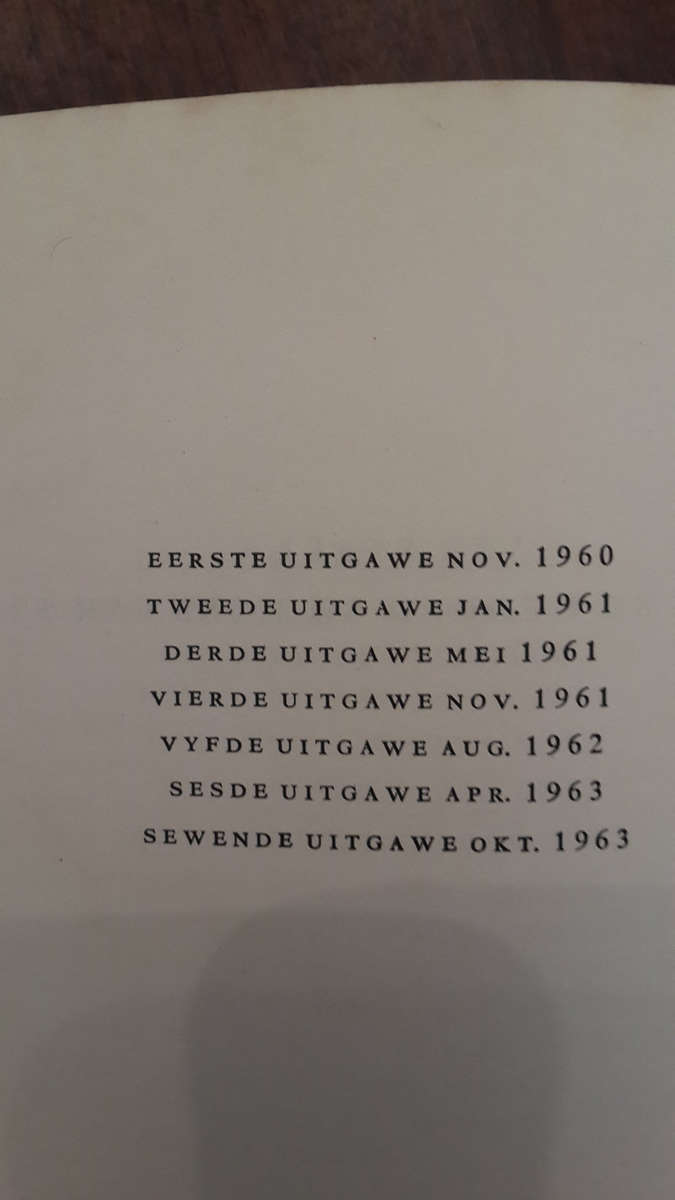 EERSTE UITGAWE NOV. 1960
TWEEDE UITGAWE JAN. 1961
DERDE UITGAWE MEI 1961
VIERDE UITGAWE NOV. 1961
VYFDE UITGAWE AUG. 1962
SESDE UITGAWE APR. 1963
SEWENDE UITGAWE OKT. 1963